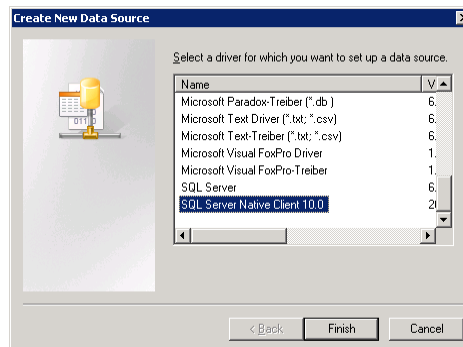 Create New Data Source
Select a driver for which you want to set up a data source.
Name V
Microsoft Paradox-Treiber (*.db ) 6.
Microsoft Text Driver (*.txt; *.csv) 6.
Microsoft Text-Treiber (*.txt; *.csv) 6.
Microsoft Visual FoxPro Driver 1.
Microsoft Visual FoxPro-Treiber 1.
SQL Server 6.
SQL Server Native Client 10.0 20
< Back Finish Cancel